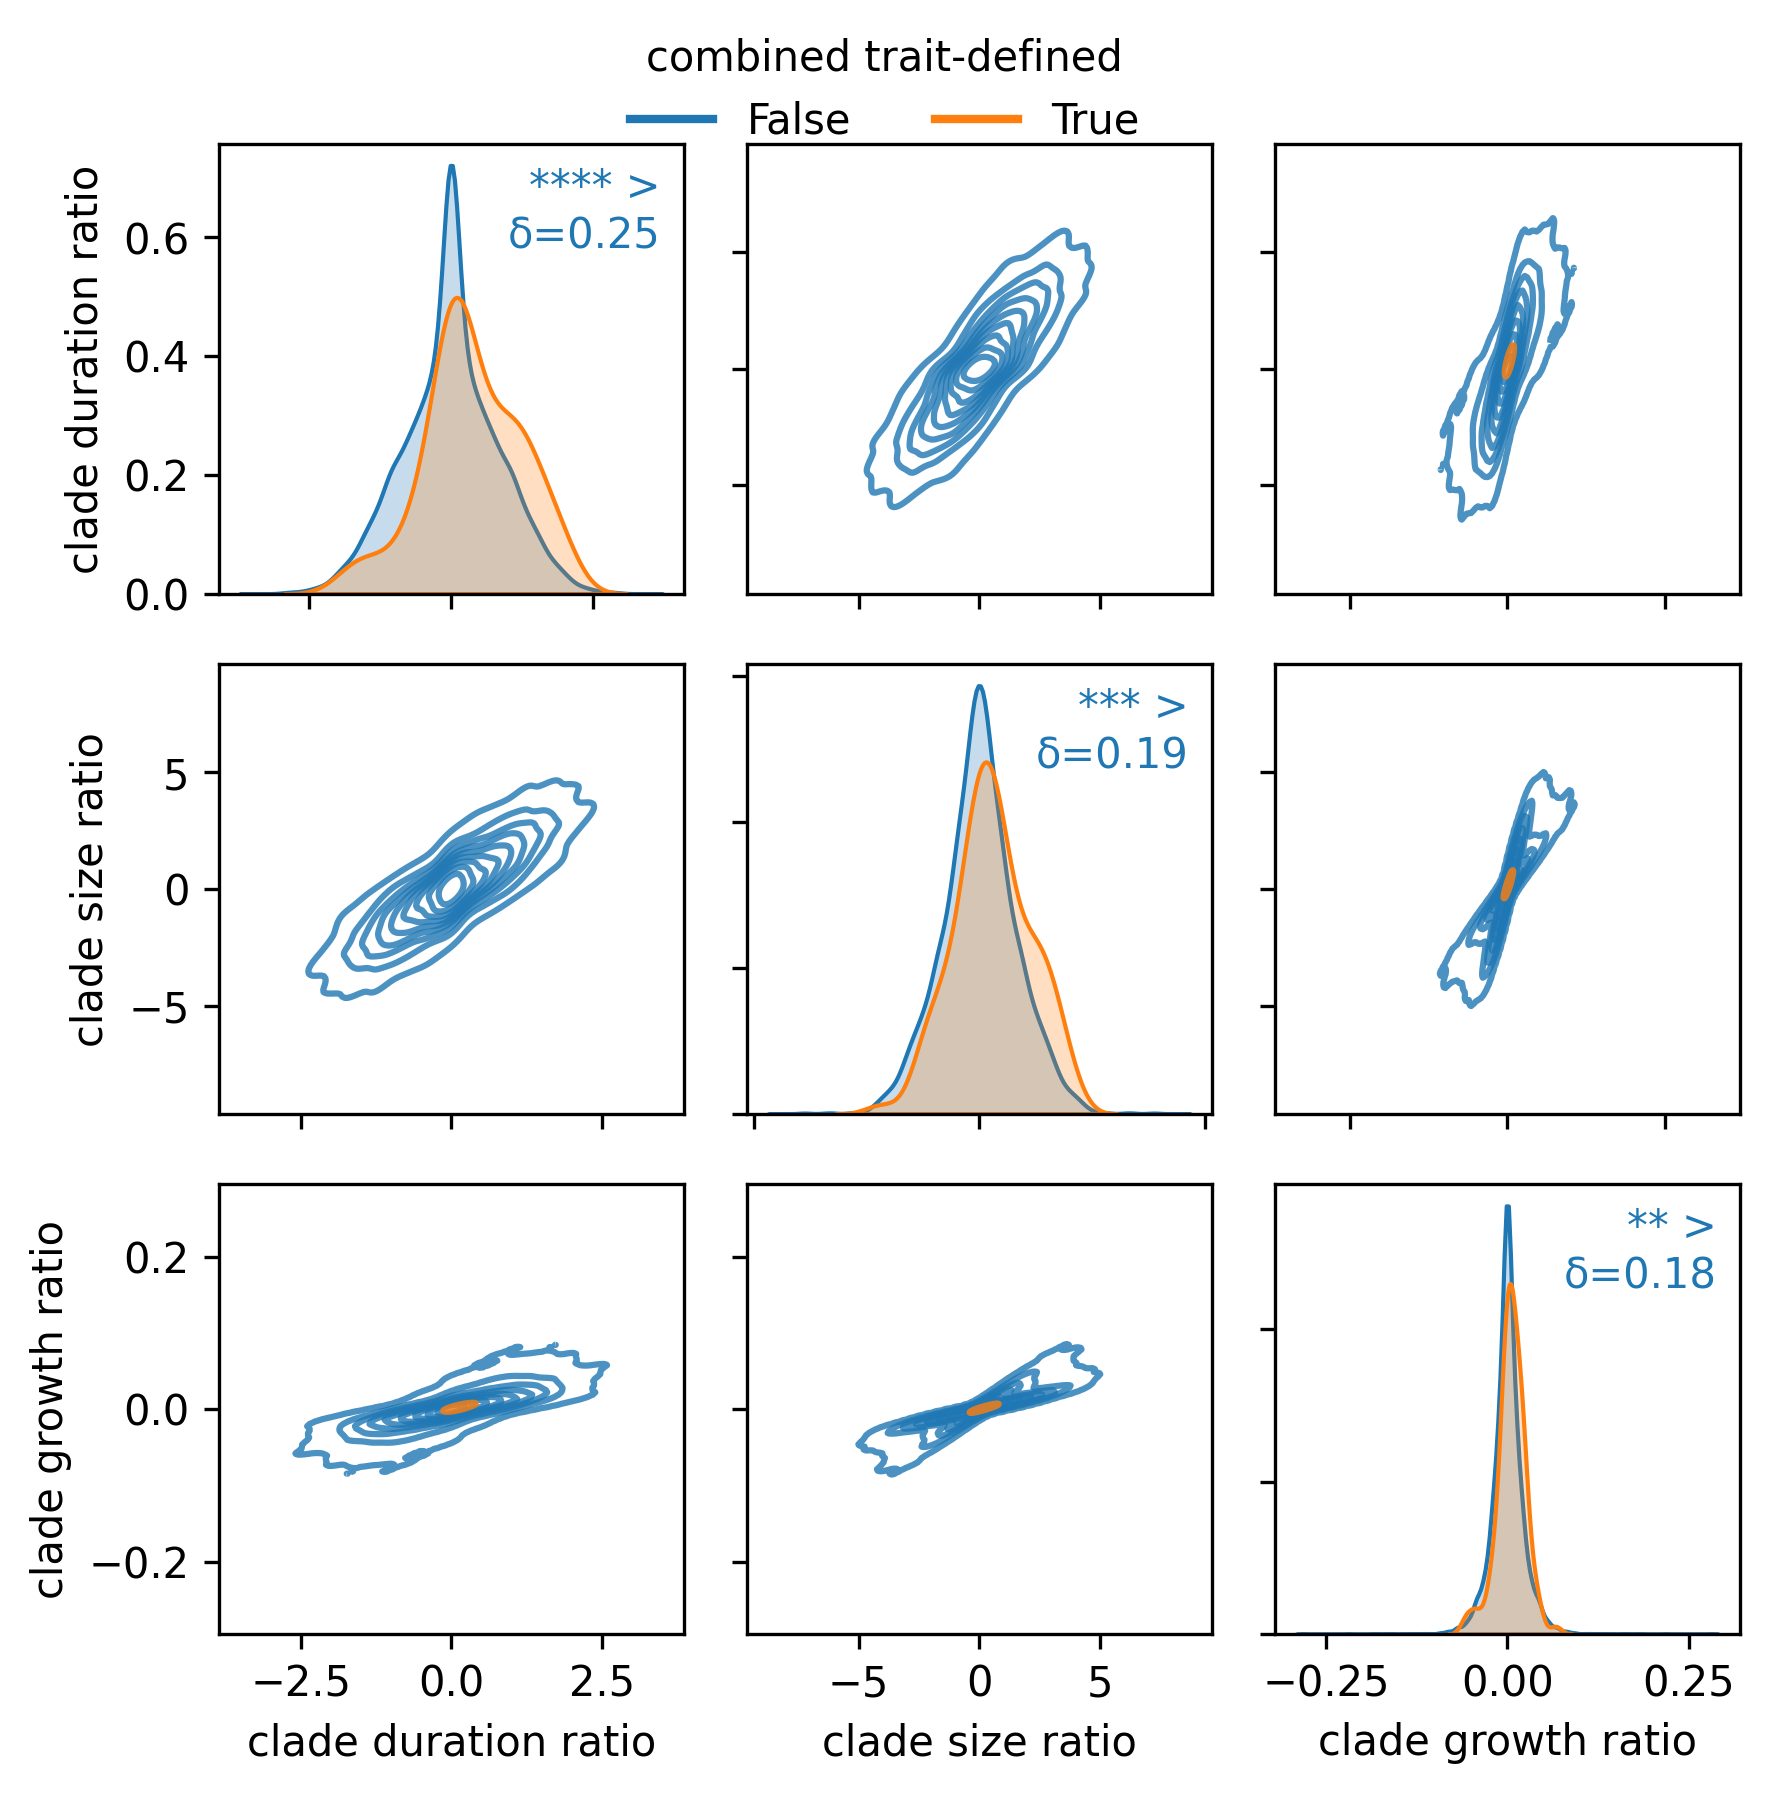 combined trait-defined
False True
clade duration ratio
0.6
0.4
0.2
0.0
**** >
δ=0.25
clade size ratio
5
0
−5
*** >
δ=0.19
clade growth ratio
0.2
0.0
−0.2
** >
δ=0.18
−2.5 0.0 2.5
−5 0 5
−0.25 0.00 0.25
clade duration ratio
clade size ratio
clade growth ratio